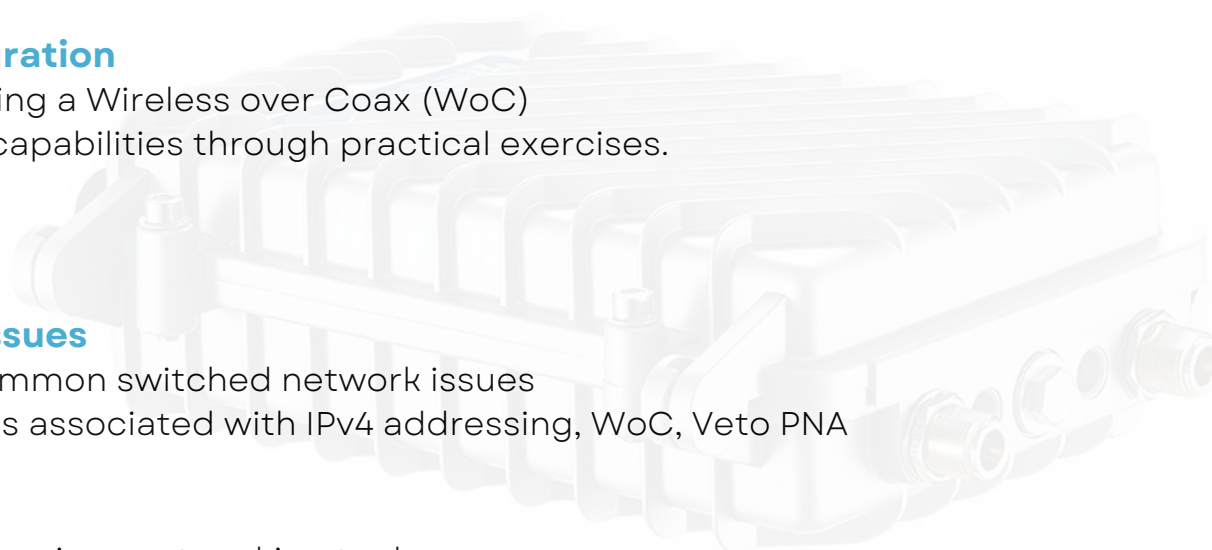 ration
ing a Wireless over Coax (WoC)
capabilities through practical exercises.
ssues
mmon switched network issues
s associated with IPv4 addressing, WoC, Veto PNA